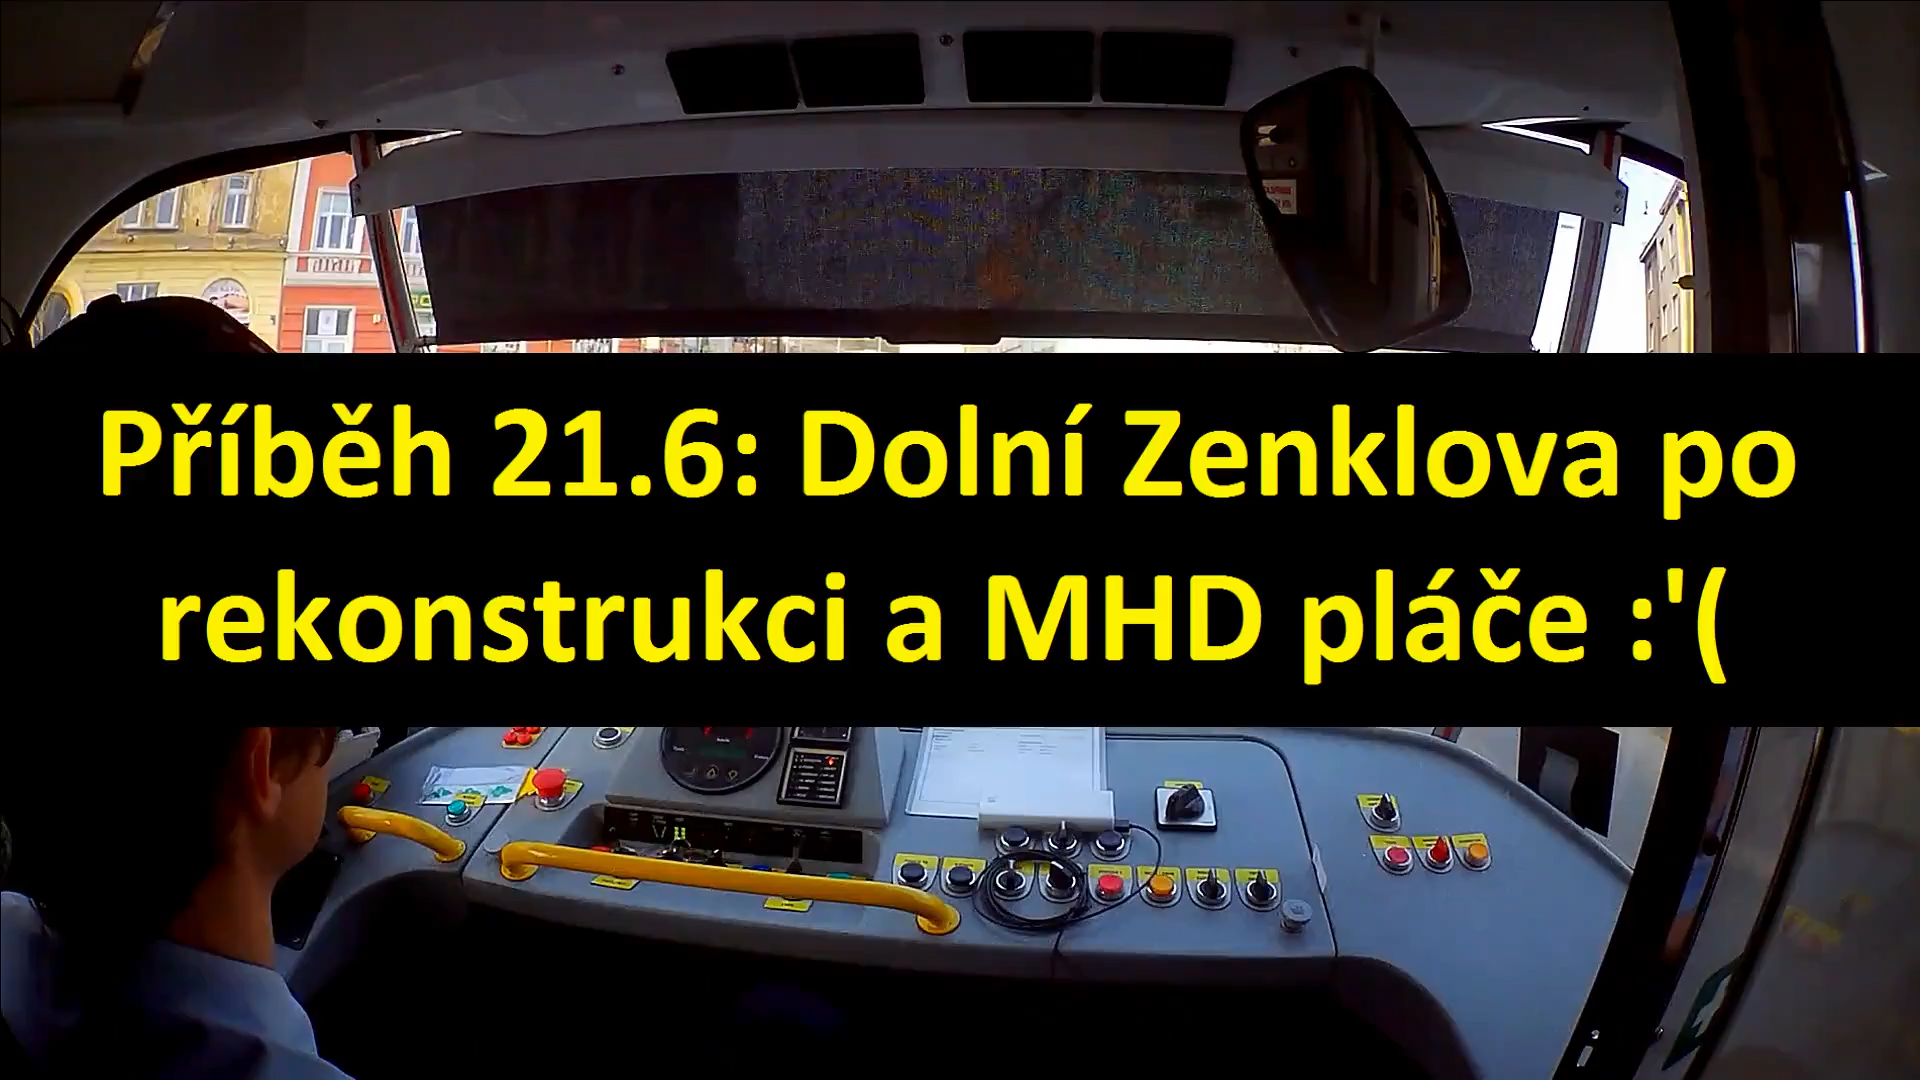 Příběh 21.6: Dolní Zenklova po
rekonstrukci a MHD pláče :'(